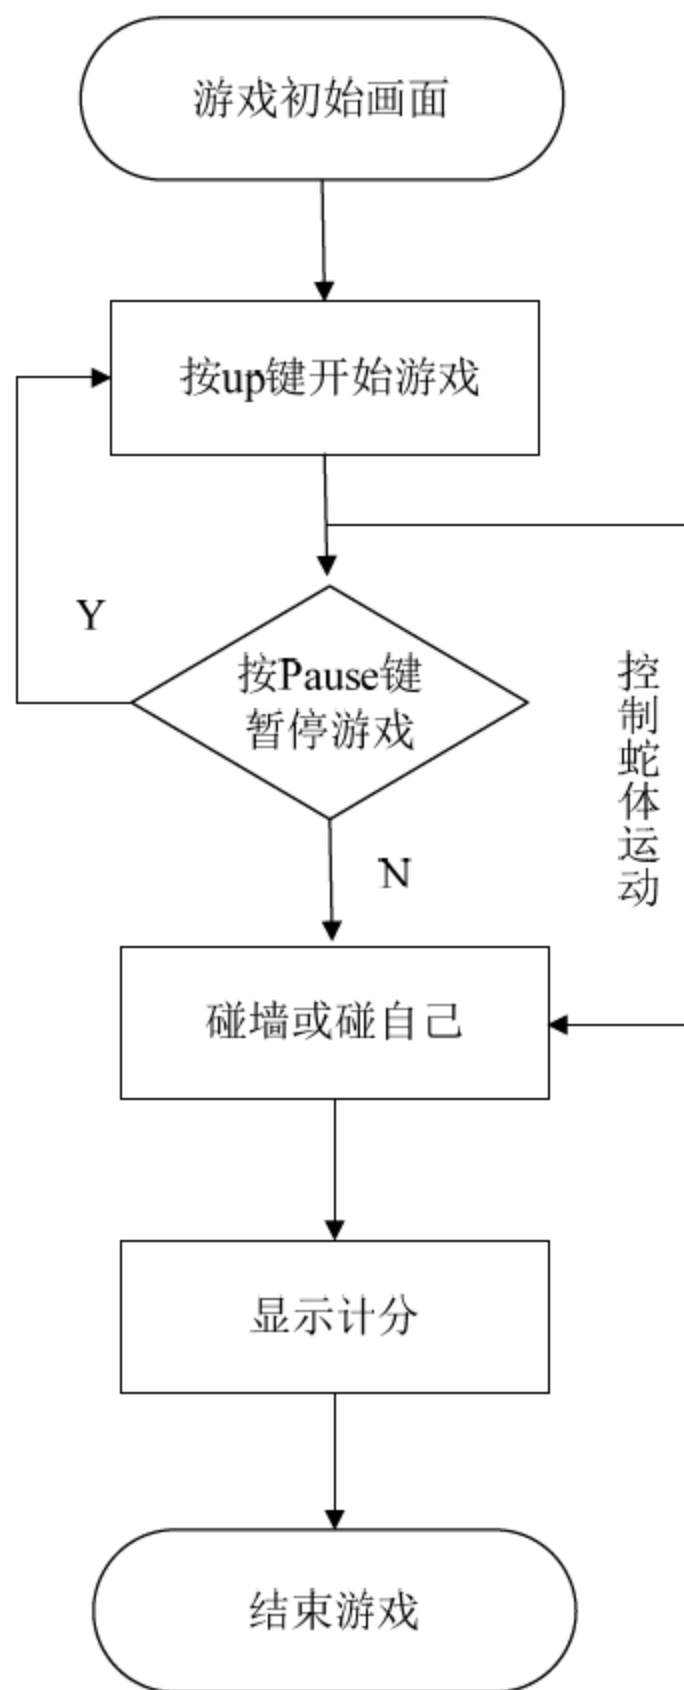 游戏初始画面
按up键开始游戏
Y
按Pause键
暂停游戏
控制蛇体运动
N
碰墙或碰自己
显示计分
结束游戏